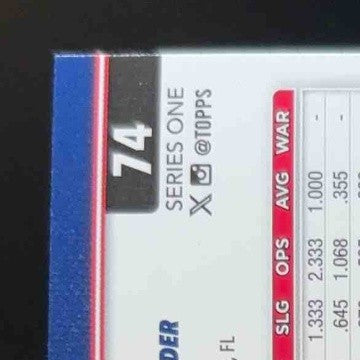 74
SERIES ONE
@TOPPS
DER
, FL
SLG OPS AVG WAR
1.333 2.333 1.000 -
.645 1.068 .355 -